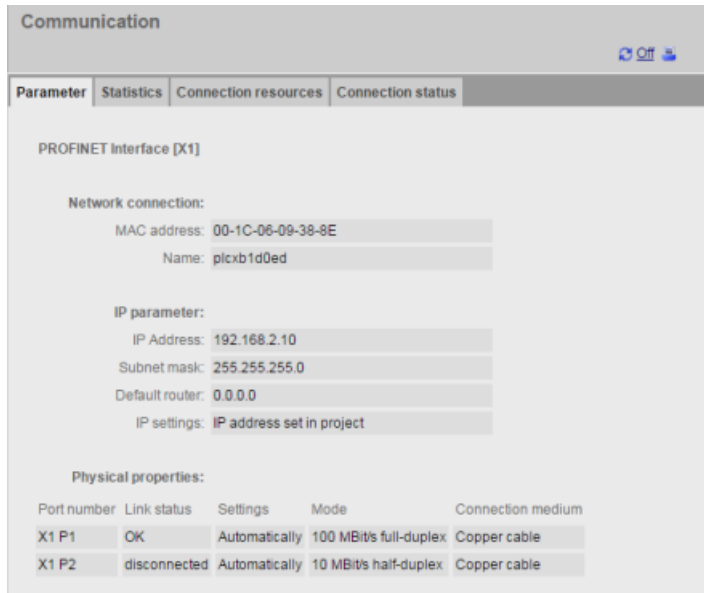 Communication
Off
Parameter Statistics Connection resources Connection status
PROFINET Interface [X1]
Network connection:
MAC address: 00-1C-06-09-38-8E
Name: plcxb1d0ed
IP parameter:
IP Address: 192.168.2.10
Subnet mask: 255.255.255.0
Default router: 0.0.0.0
IP settings: IP address set in project
Physical properties:
Port number Link status Settings Mode Connection medium
X1 P1 OK Automatically 100 MBit/s full-duplex Copper cable
X1 P2 disconnected Automatically 10 MBit/s half-duplex Copper cable